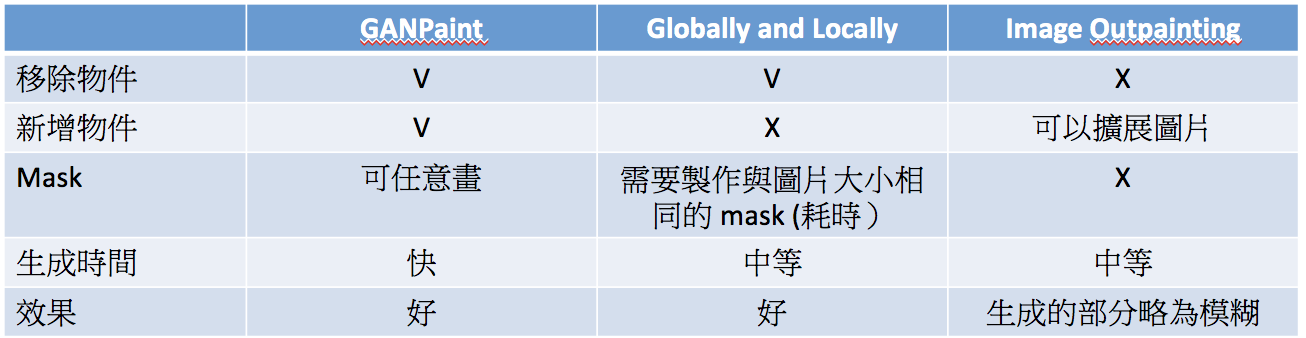 GANPaint Globally and Locally Image Outpainting
移除物件 V V X
新增物件 V X 可以擴展圖片
Mask 可任意畫 需要製作與圖片大小相 X
同的 mask (耗時）
生成時間 快 中等 中等
效果 好 好 生成的部分略為模糊